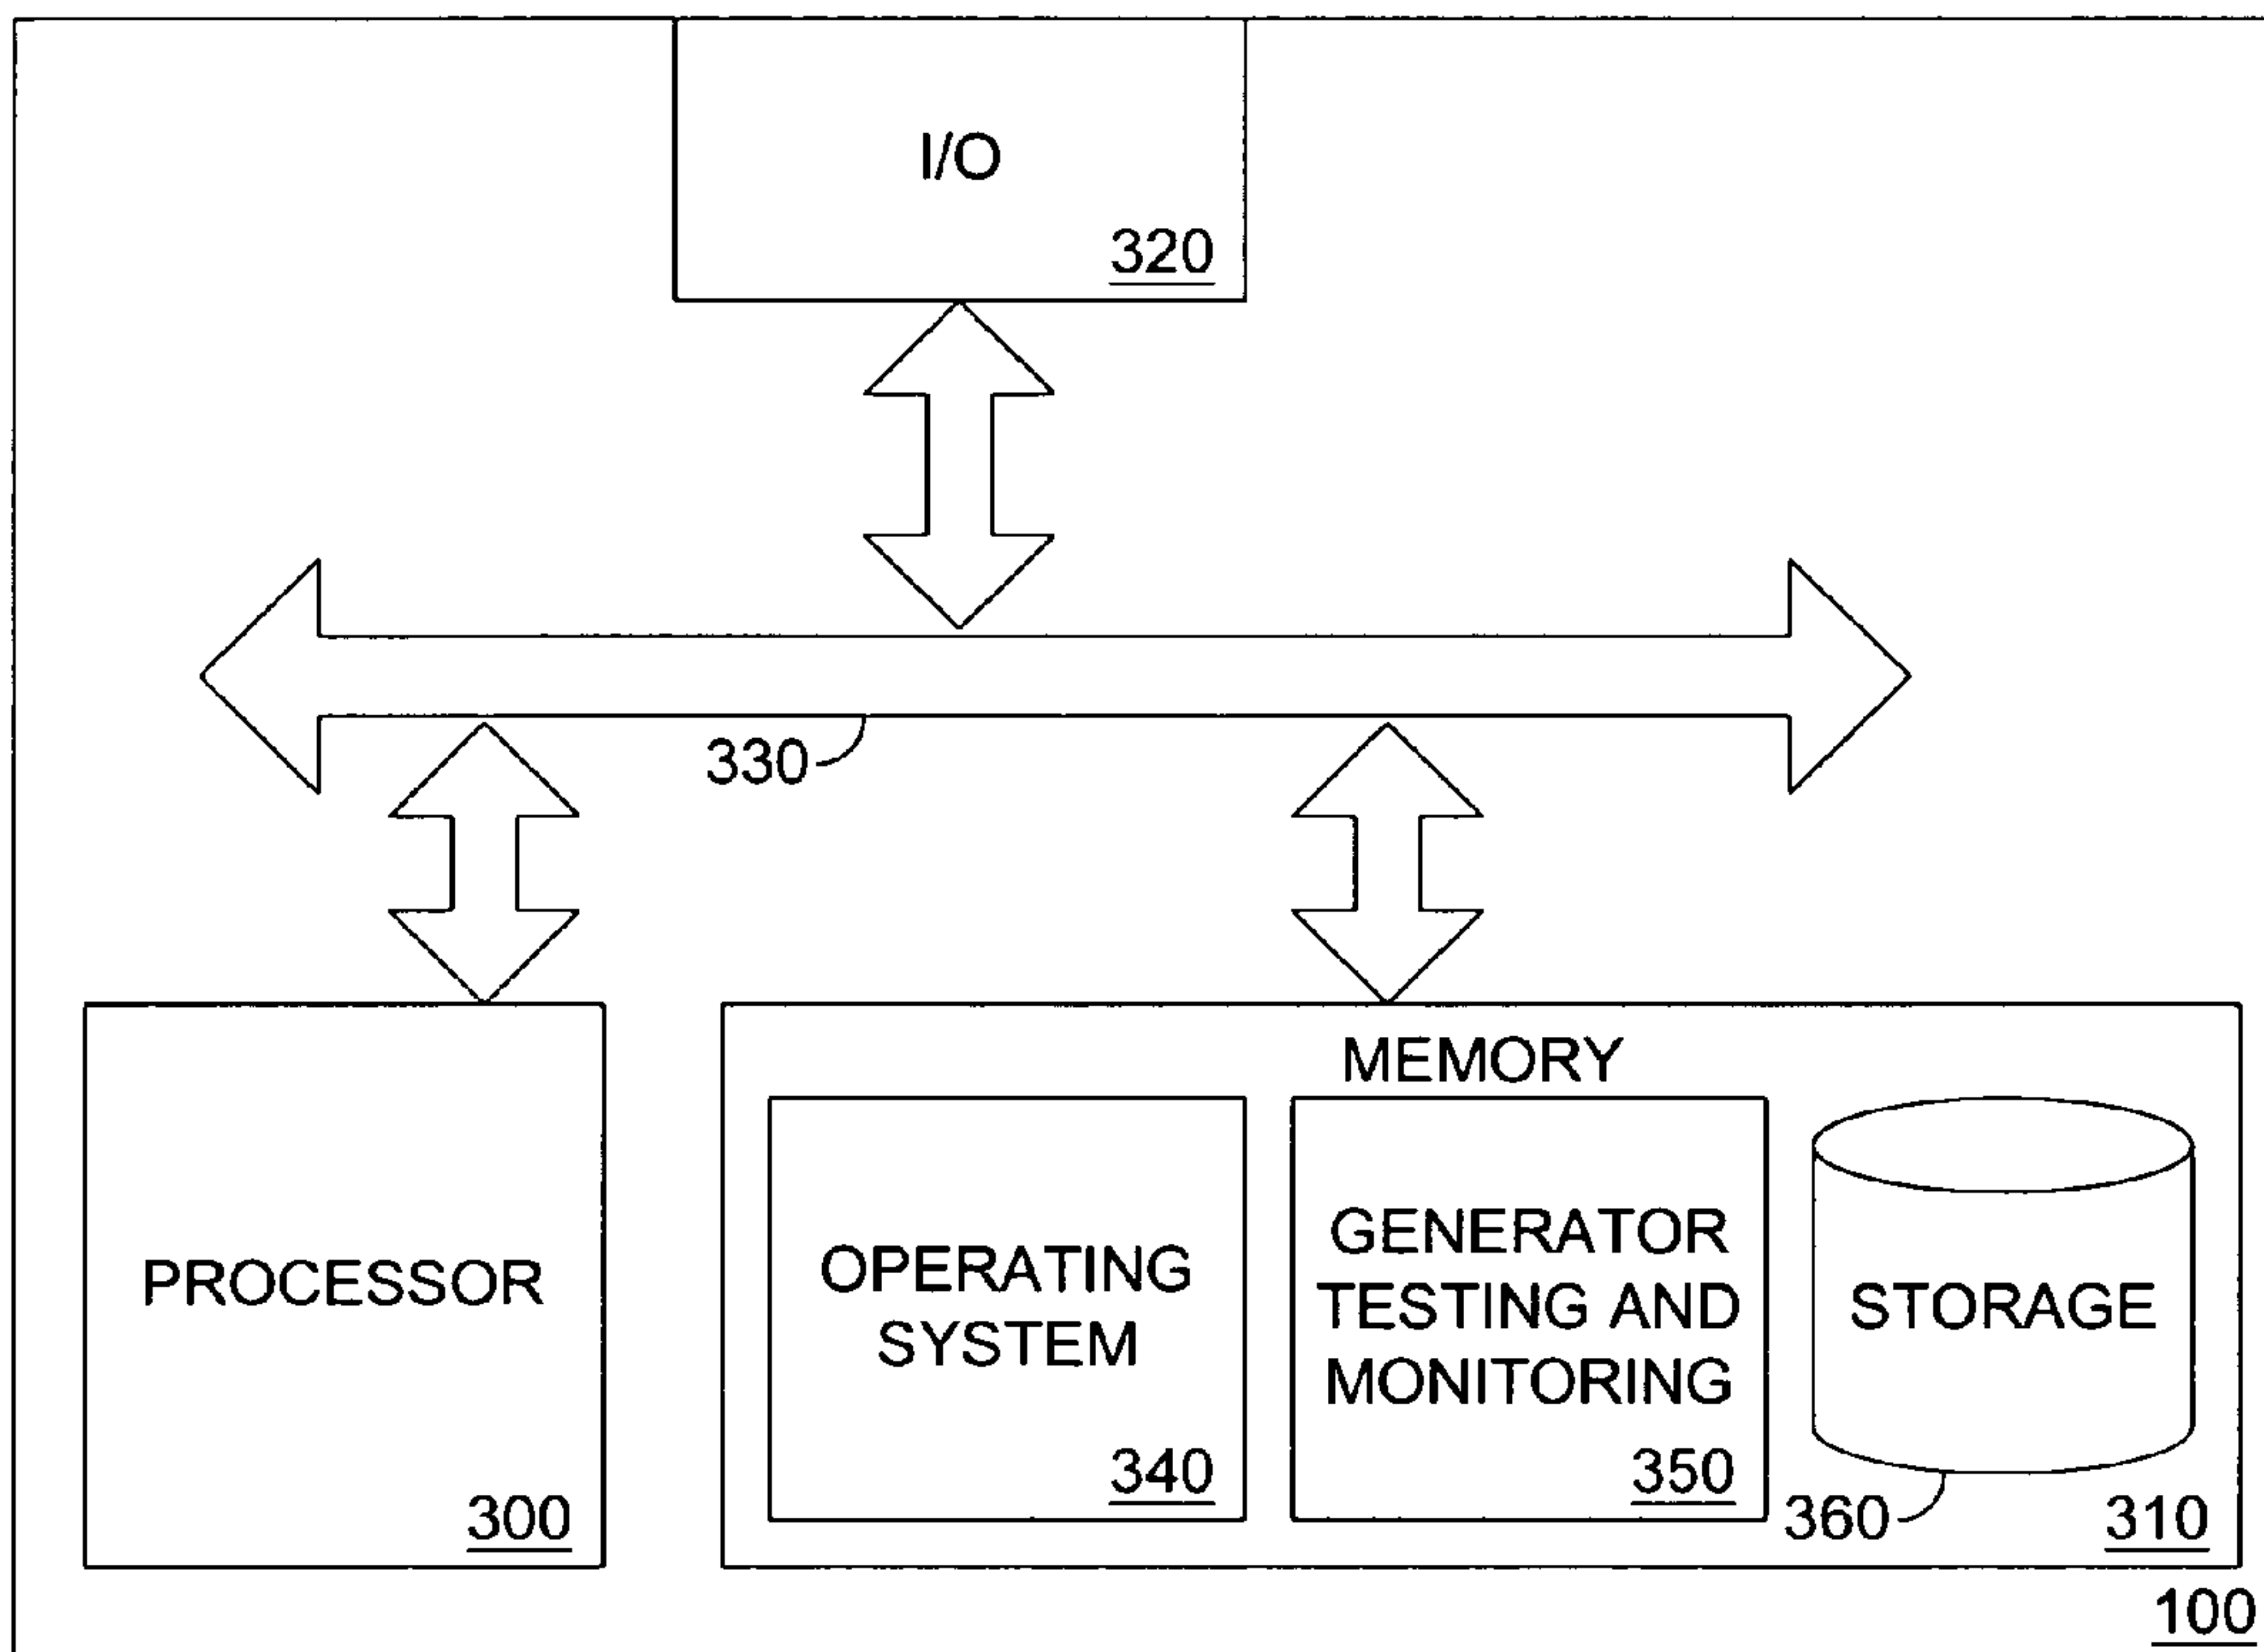 I/O
320
330
MEMORY
PROCESSOR
300
OPERATING
SYSTEM
340
GENERATOR
TESTING AND
MONITORING
350
STORAGE
360
310
100